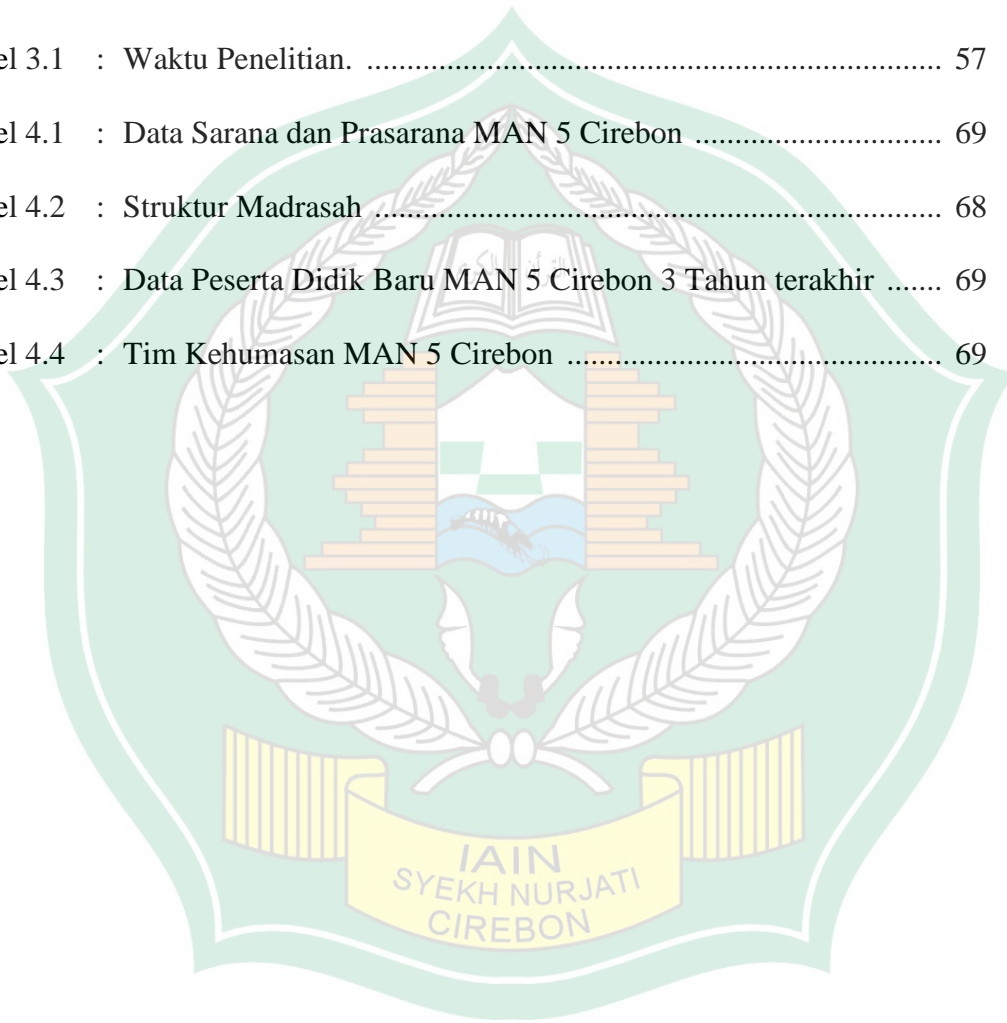 el 3.1 : Waktu Penelitian. ........................................................................ 57
el 4.1 : Data Sarana dan Prasarana MAN 5 Cirebon ............................... 69
el 4.2 : Struktur Madrasah ....................................................................... 68
el 4.3 : Data Peserta Didik Baru MAN 5 Cirebon 3 Tahun terakhir ....... 69
el 4.4 : Tim Kehumasan MAN 5 Cirebon ............................................... 69
IAIN
SYEKH NURJATI
CIREBON